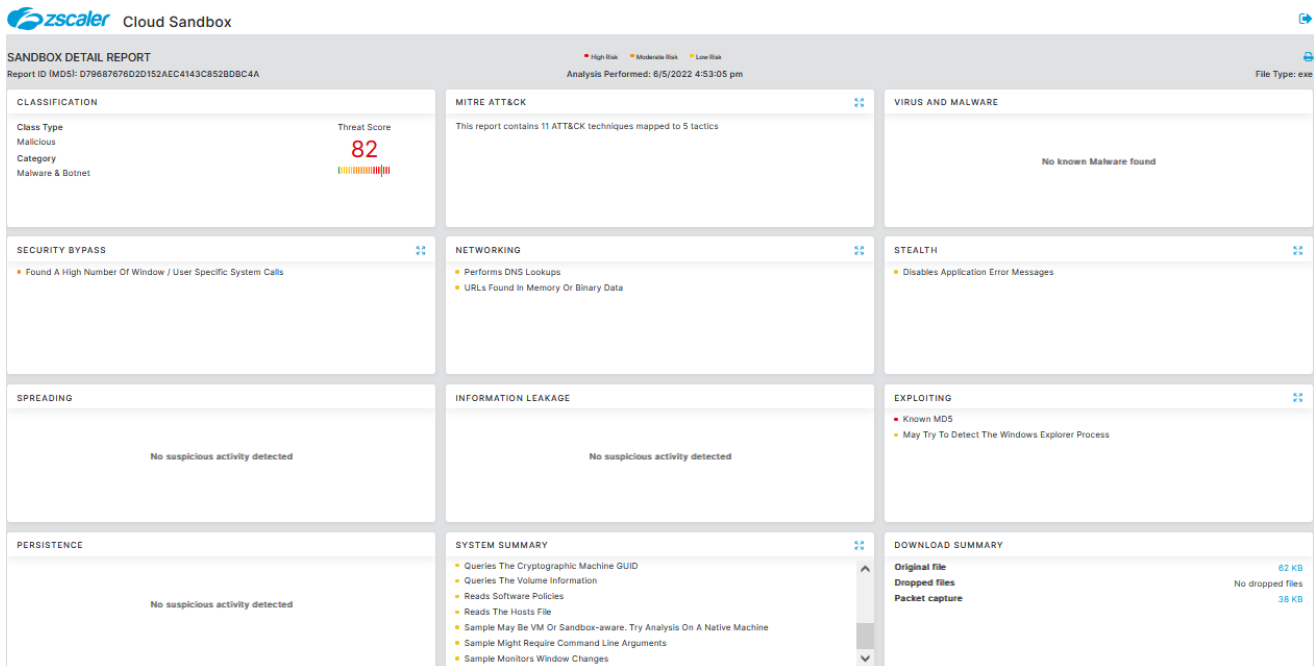 zscaler Cloud Sandbox
SANDBOX DETAIL REPORT
Report ID (MD5): D79687676D2D152AEC4143C852BD8C4A
High Risk Moderate Risk Low Risk
Analysis Performed: 6/5/2022 4:53:05 pm
File Type: exe
CLASSIFICATION
Class Type
Malicious
Category
Malware & Botnet
Threat Score
82
MITRE ATT&CK
This report contains 11 ATT&CK techniques mapped to 5 tactics
VIRUS AND MALWARE
No known Malware found
SECURITY BYPASS
Found A High Number Of Window / User Specific System Calls
NETWORKING
Performs DNS Lookups
URLs Found In Memory Or Binary Data
STEALTH
Disables Application Error Messages
SPREADING
No suspicious activity detected
INFORMATION LEAKAGE
No suspicious activity detected
EXPLOITING
Known MD5
May Try To Detect The Windows Explorer Process
PERSISTENCE
No suspicious activity detected
SYSTEM SUMMARY
Queries The Cryptographic Machine GUID
Queries The Volume Information
Reads Software Policies
Reads The Hosts File
Sample May Be VM Or Sandbox-aware, Try Analysis On A Native Machine
Sample Might Require Command Line Arguments
Sample Monitors Window Changes
DOWNLOAD SUMMARY
Original file 62 KB
Dropped files No dropped files
Packet capture 38 KB